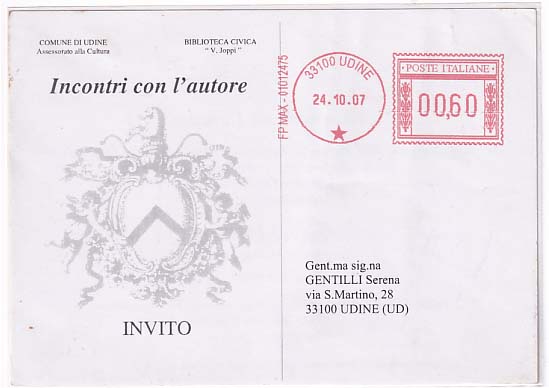 COMUNE DI UDINE
Assessorato alla Cultura
BIBLIOTECA CIVICA
" V. Joppi "
Incontri con l'autore
INVITO
FP MAX - 01012475
33100 UDINE
24.10.07
• POSTE ITALIANE •
00,60
Gent.ma sig.na
GENTILLI Serena
via S.Martino, 28
33100 UDINE (UD)